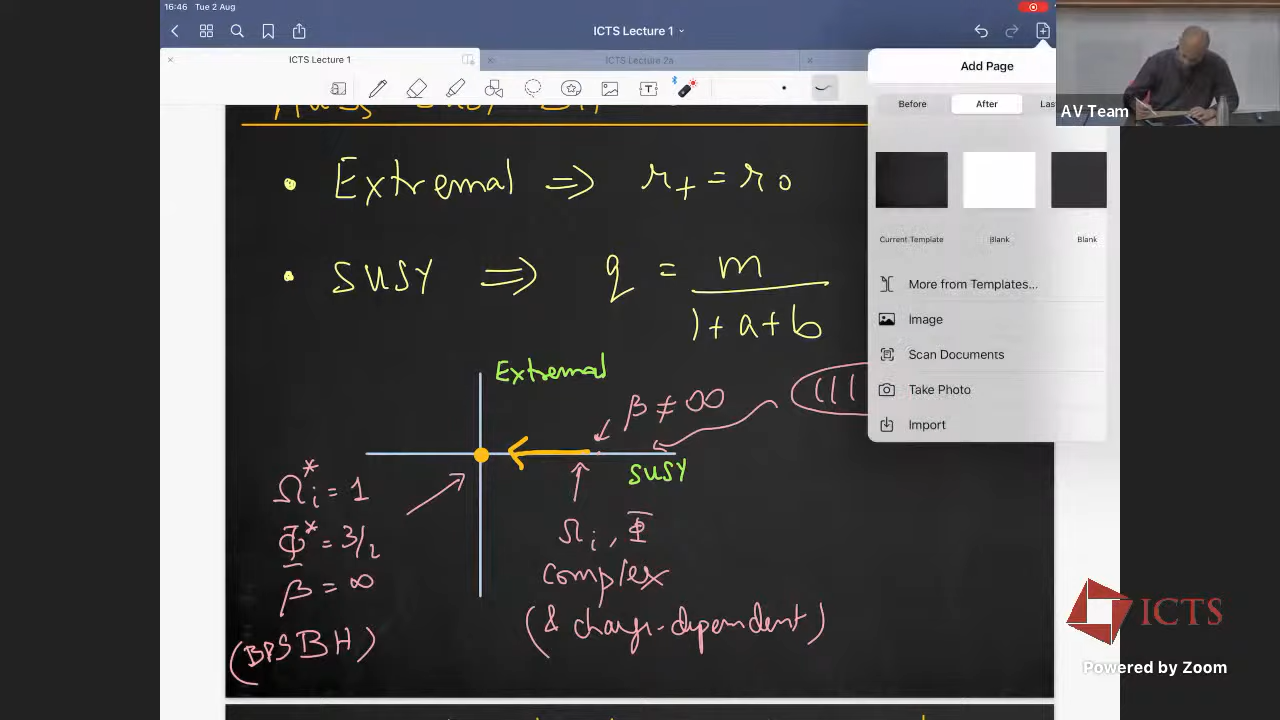 16:46 Tue 2 Aug
ICTS Lecture 1
ICTS Lecture 1
ICTS Lecture 2a
Add Page
Before After
Current Template
Blank
Blank
More from Templates...
Image
Scan Documents
Take Photo
Import
AV Team
• Extremal ⇒ r₊ = r₀
• SUSY ⇒ q = m / (1+a+b)
Extremal
β ≠ ∞
SUSY
Ωᵢ* = 1
Φ* = 3/2
β = ∞
(BPSBH)
Ωᵢ, Φ
complex
(& charge-dependent)
ICTS
Powered by Zoom